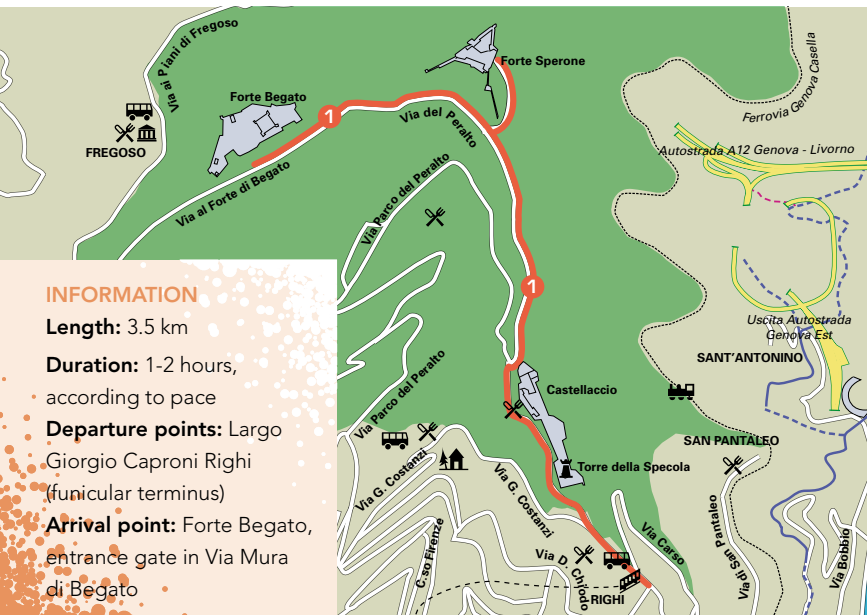 Via ai Piani di Fregoso
Forte Sperone
Ferrovia Genova Casella
Forte Begato
1
Via del Peralto
FREGOSO
Autostrada A12 Genova - Livorno
Via al Forte di Begato
Via Parco del Peralto
1
INFORMATION
Length: 3.5 km
Duration: 1-2 hours,
according to pace
Departure points: Largo
Giorgio Caproni Righi
(funicular terminus)
Arrival point: Forte Begato,
entrance gate in Via Mura
di Begato
Uscita Autostrada
Genova Est
SANT'ANTONINO
Via Parco del Peralto
Castellaccio
SAN PANTALEO
Via G. Costanzi
Torre della Specola
Via G. Costanzi
C.so Firenze
Via D. Chiodo
Via Carso
Via di San Pantaleo
Via Bobbio
RIGHI